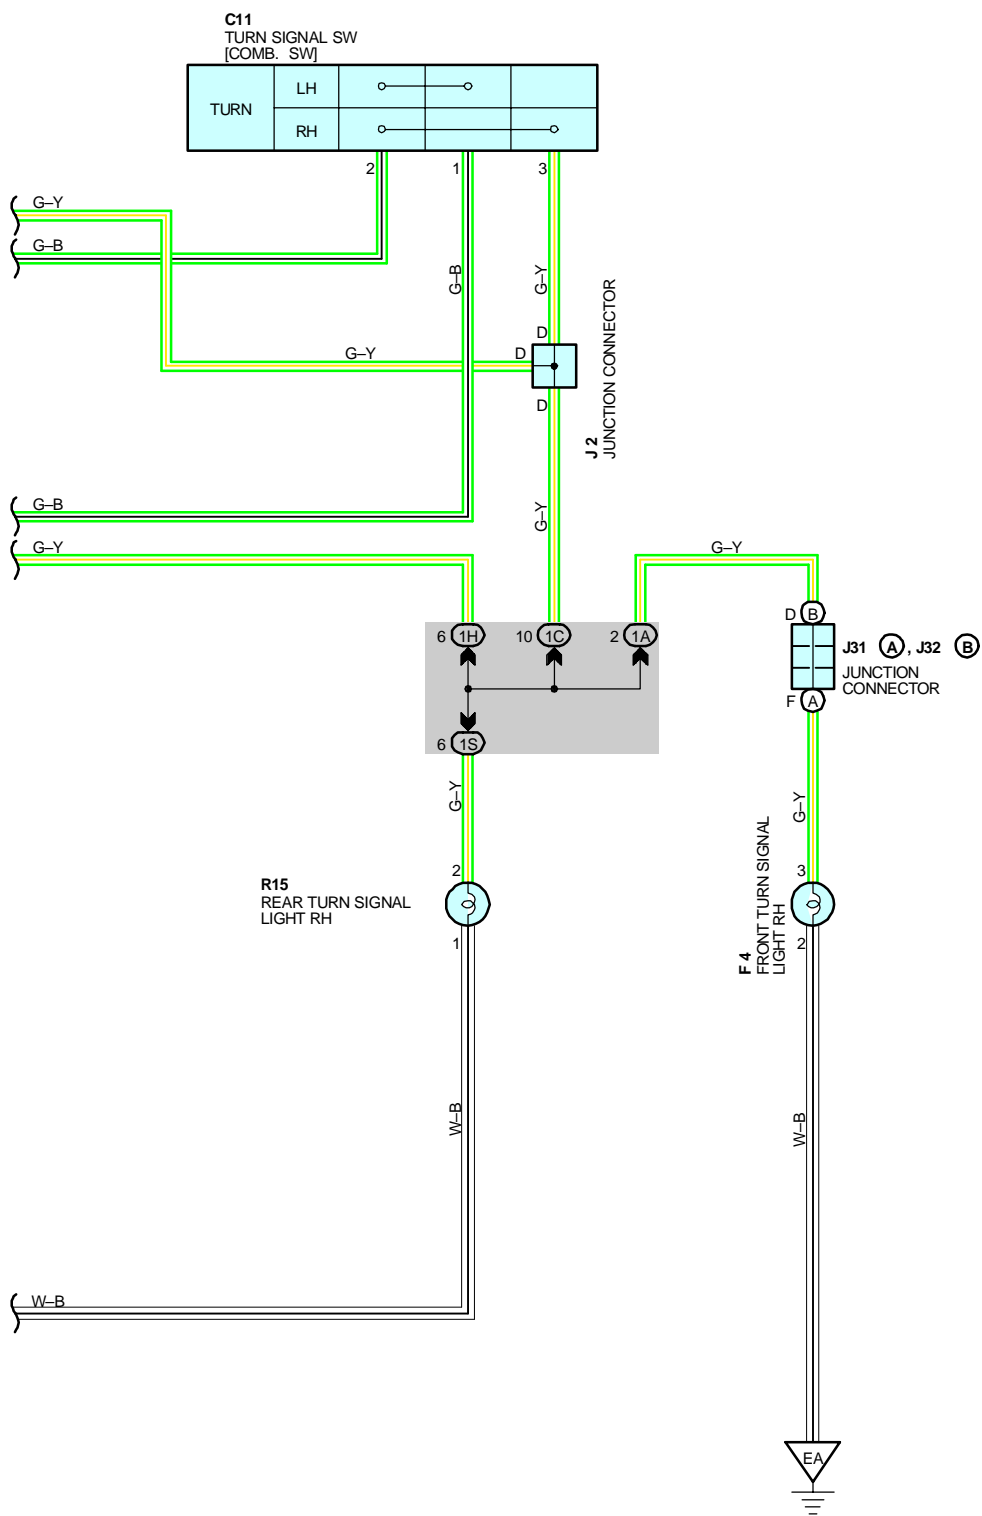 C11
TURN SIGNAL SW
[COMB. SW]
TURN
LH
RH
2
1
3
G–Y
G–B
G–B
G–Y
D
G–Y
D
D
J 2
JUNCTION CONNECTOR
G–B
G–Y
G–Y
G–Y
D
B
6
1H
10
1C
2
1A
J31
A
, J32
B
JUNCTION
CONNECTOR
F
A
6
1S
G–Y
G–Y
2
3
R15
REAR TURN SIGNAL
LIGHT RH
F 4
FRONT TURN SIGNAL
LIGHT RH
1
2
W–B
W–B
W–B
EA